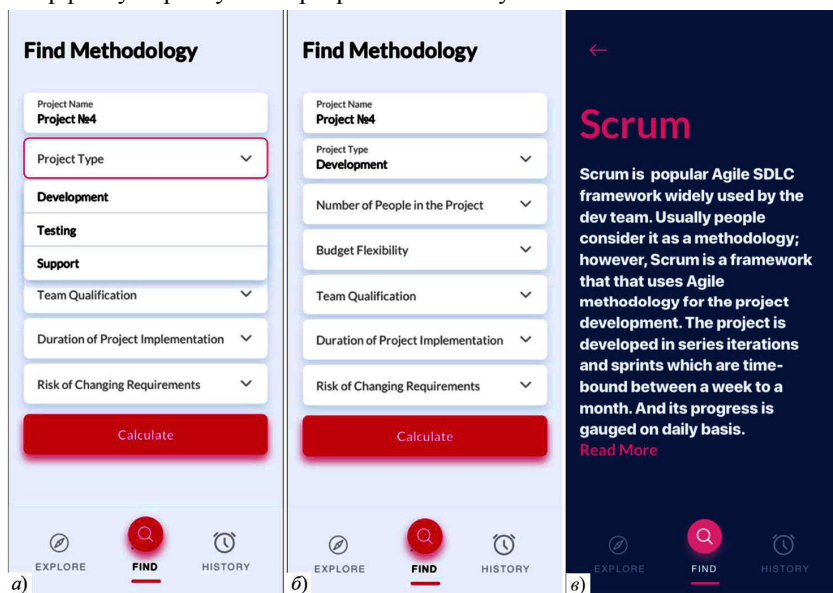 Find Methodology
Project Name
Project №4
Project Type
Development
Testing
Support
Team Qualification
Duration of Project Implementation
Risk of Changing Requirements
Calculate
EXPLORE
FIND
HISTORY
а)
Find Methodology
Project Name
Project №4
Project Type
Development
Number of People in the Project
Budget Flexibility
Team Qualification
Duration of Project Implementation
Risk of Changing Requirements
Calculate
EXPLORE
FIND
HISTORY
б)
Scrum
Scrum is popular Agile SDLC
framework widely used by the
dev team. Usually people
consider it as a methodology;
however, Scrum is a framework
that that uses Agile
methodology for the project
development. The project is
developed in series iterations
and sprints which are time-
bound between a week to a
month. And its progress is
gauged on daily basis.
Read More
EXPLORE
FIND
HISTORY
в)